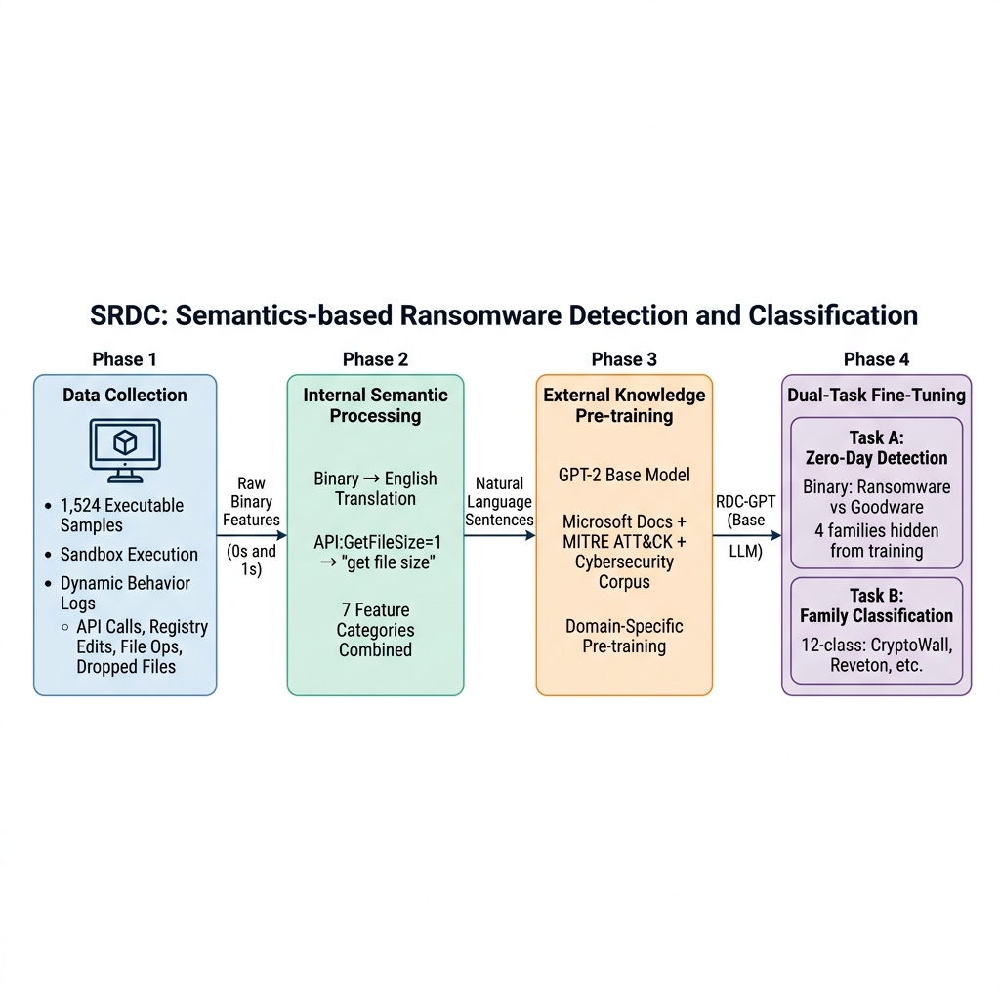 SRDC: Semantics-based Ransomware Detection and Classification
Phase 1
Data Collection
• 1,524 Executable
Samples
• Sandbox Execution
• Dynamic Behavior
Logs
○ API Calls, Registry
Edits, File Ops,
Dropped Files
Raw
Binary
Features
(0s and
1s)
Phase 2
Internal Semantic
Processing
Binary → English
Translation
API:GetFileSize=1
→ "get file size"
7 Feature
Categories
Combined
Natural
Language
Sentences
Phase 3
External Knowledge
Pre-training
GPT-2 Base Model
Microsoft Docs +
MITRE ATT&CK +
Cybersecurity
Corpus
Domain-Specific
Pre-training
RDC-GPT
(Base
LLM)
Phase 4
Dual-Task Fine-Tuning
Task A:
Zero-Day Detection
Binary: Ransomware
vs Goodware
4 families hidden
from training
Task B:
Family Classification
12-class: CryptoWall,
Reveton, etc.